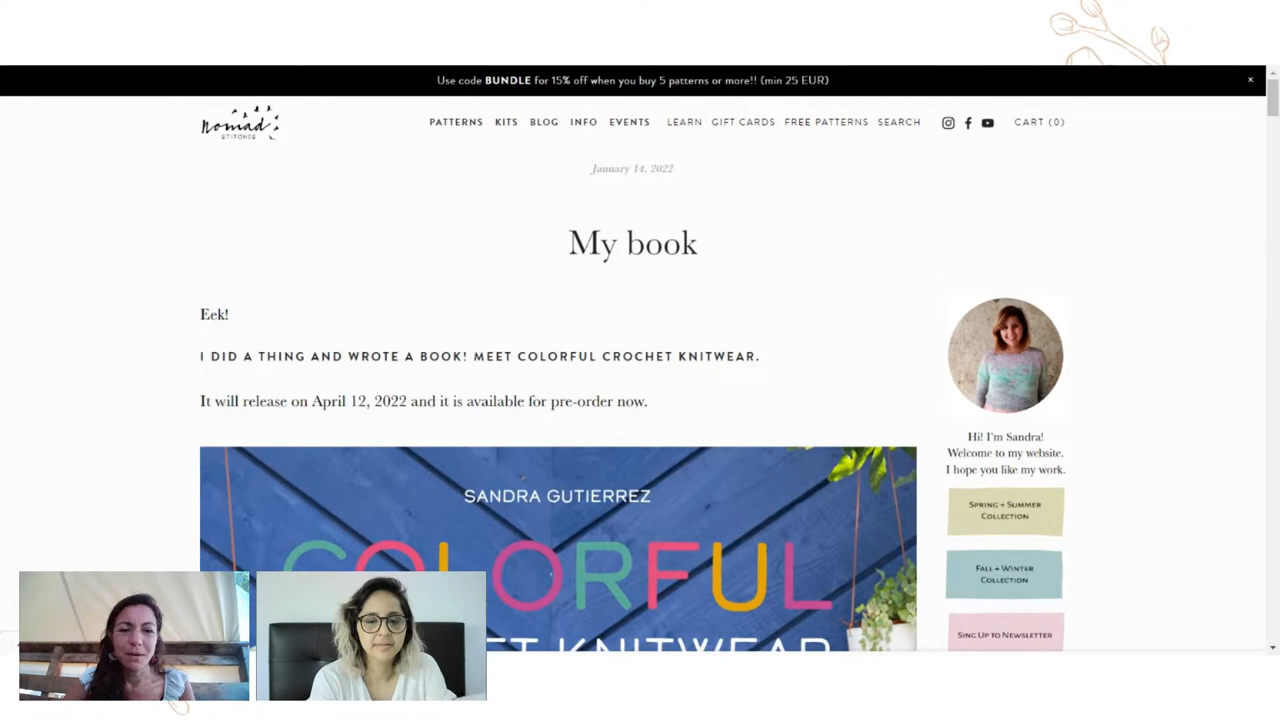 Use code BUNDLE for 15% off when you buy 5 patterns or more!! (min 25 EUR)
×
nomad
STITCHES
PATTERNS KITS BLOG INFO EVENTS LEARN GIFT CARDS FREE PATTERNS SEARCH CART (0)
January 14, 2022
My book
Eek!
I DID A THING AND WROTE A BOOK! MEET COLORFUL CROCHET KNITWEAR.
It will release on April 12, 2022 and it is available for pre-order now.
SANDRA GUTIERREZ
COLORFUL
ET KNITWEAR
Hi! I'm Sandra!
Welcome to my website.
I hope you like my work.
SPRING + SUMMER
COLLECTION
FALL + WINTER
COLLECTION
SING UP TO NEWSLETTER